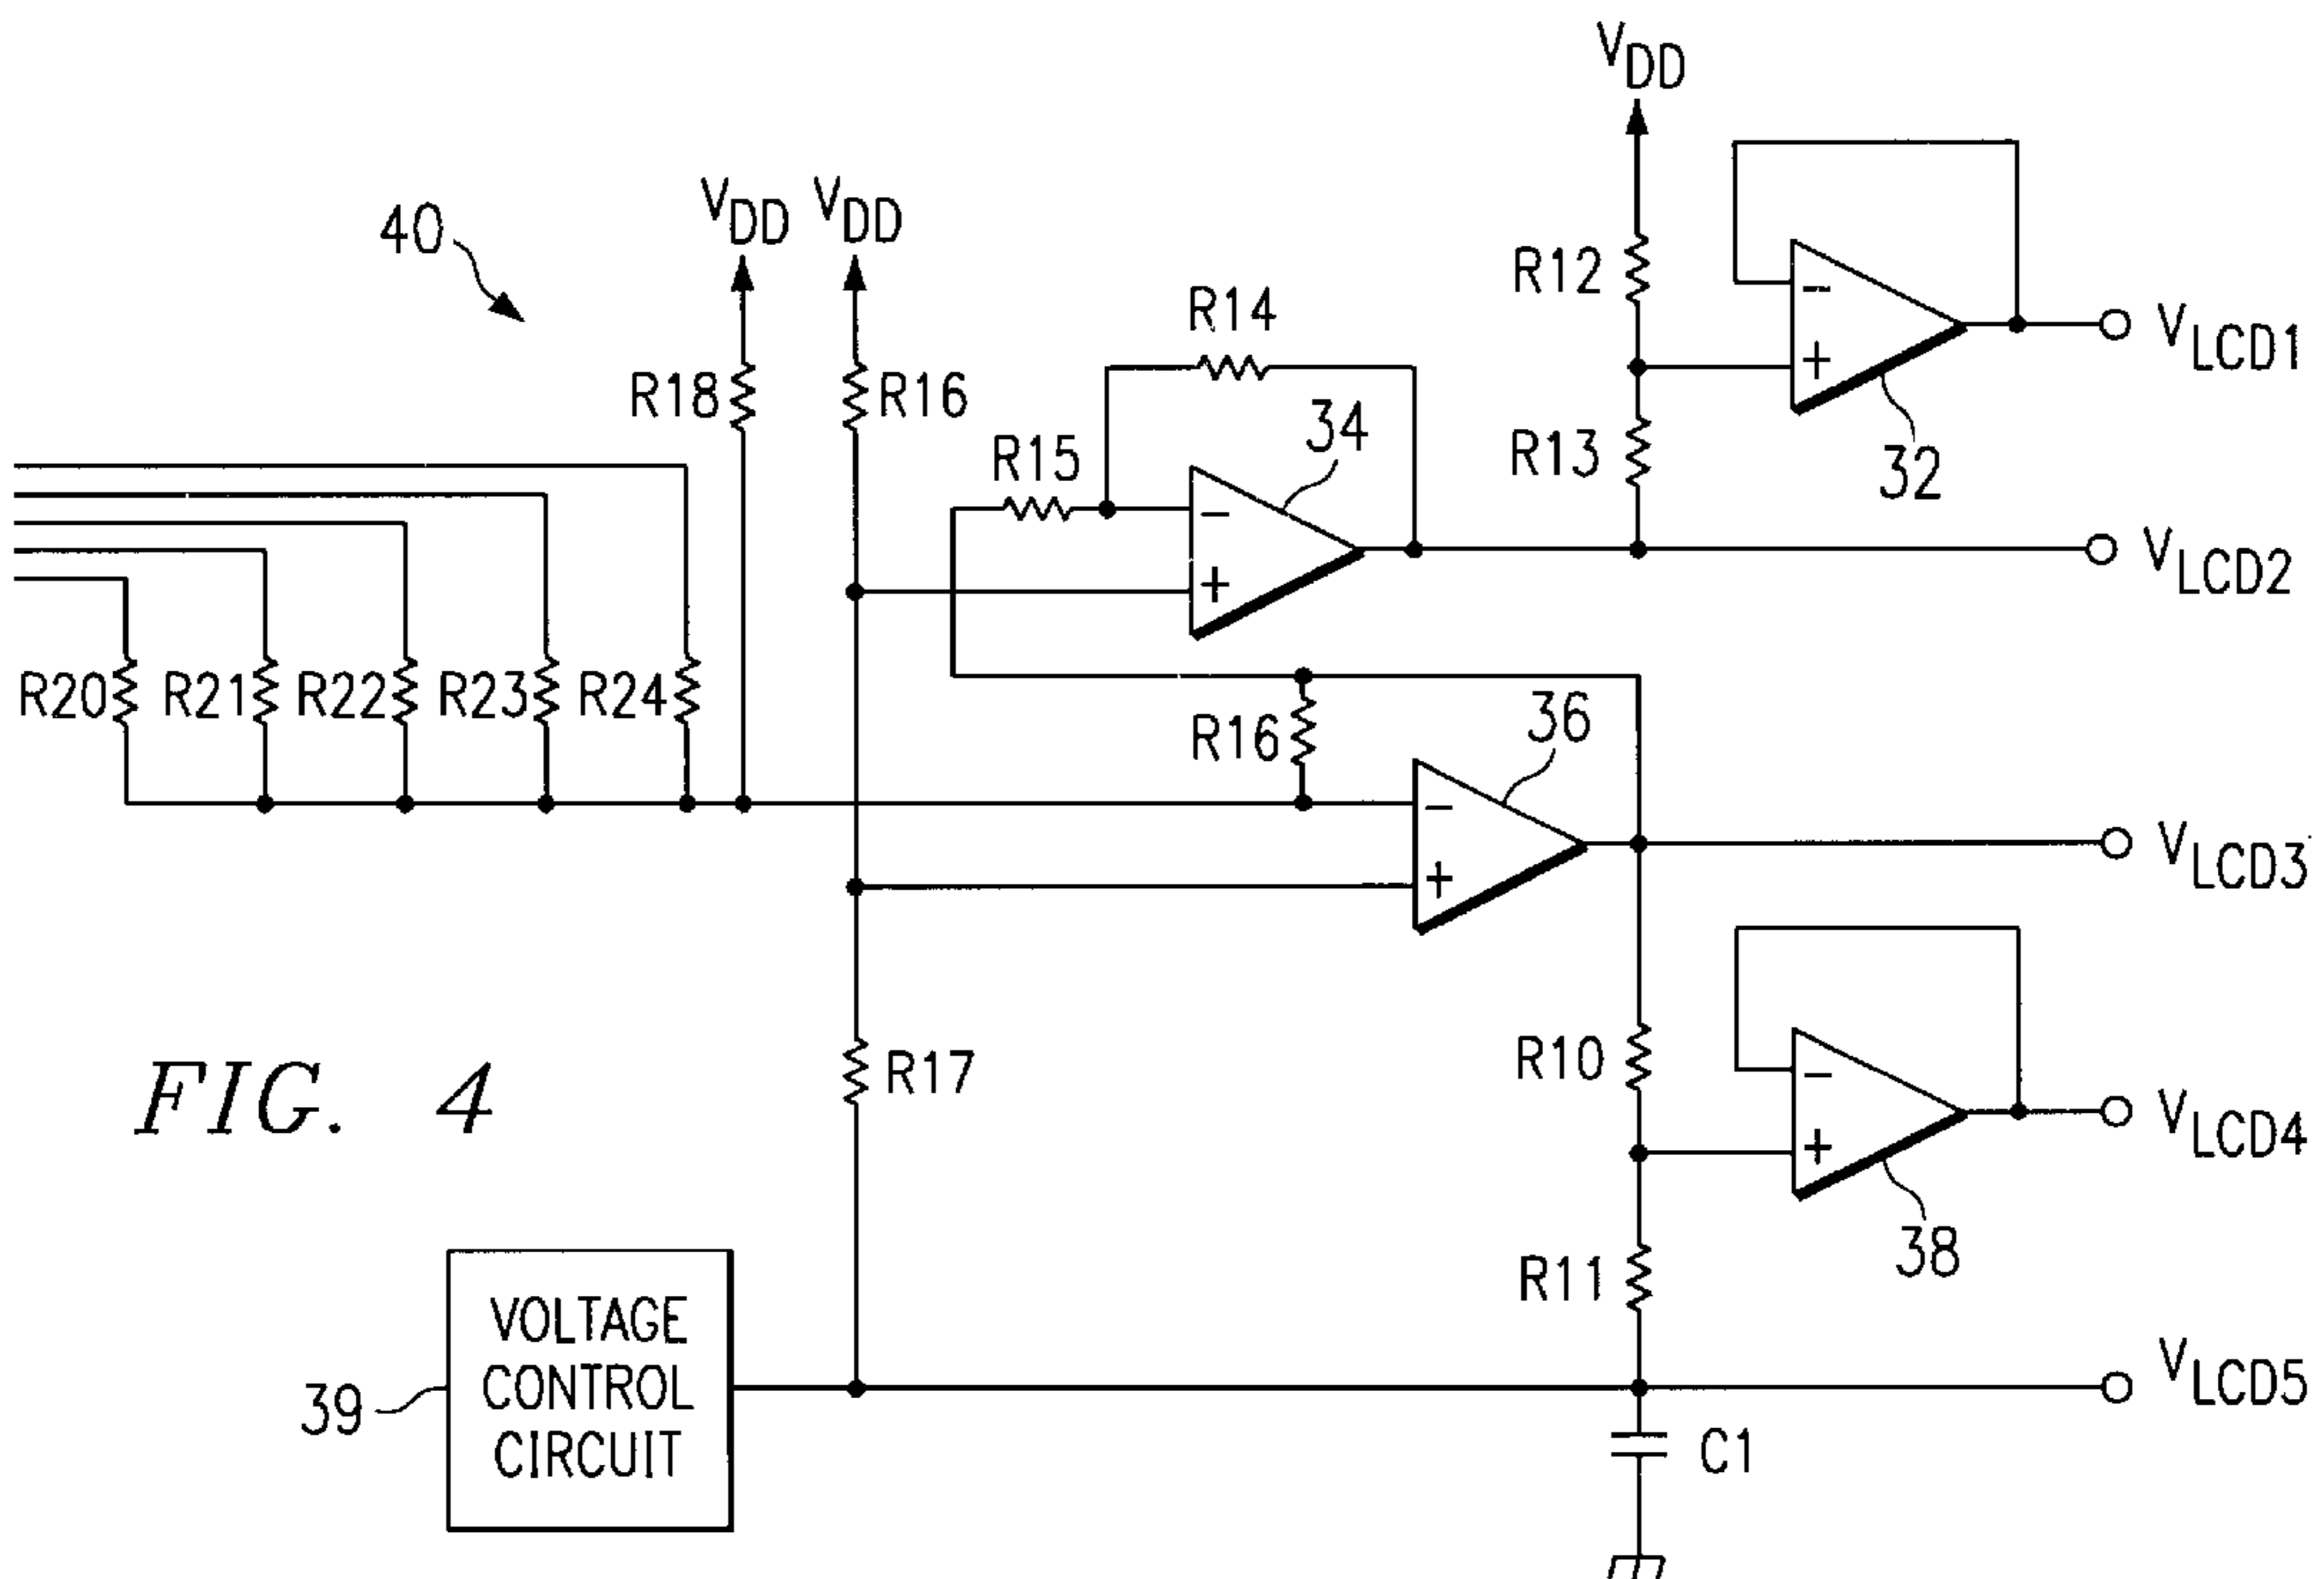 VDD
VDD VDD
40
R12
R14
R18
R16
VLCD1
34
R15
R13
32
VLCD2
R20
R21
R22
R23
R24
R16
36
VLCD3
R17
R10
FIG. 4
VLCD4
38
R11
VOLTAGE
CONTROL
CIRCUIT
39
VLCD5
C1